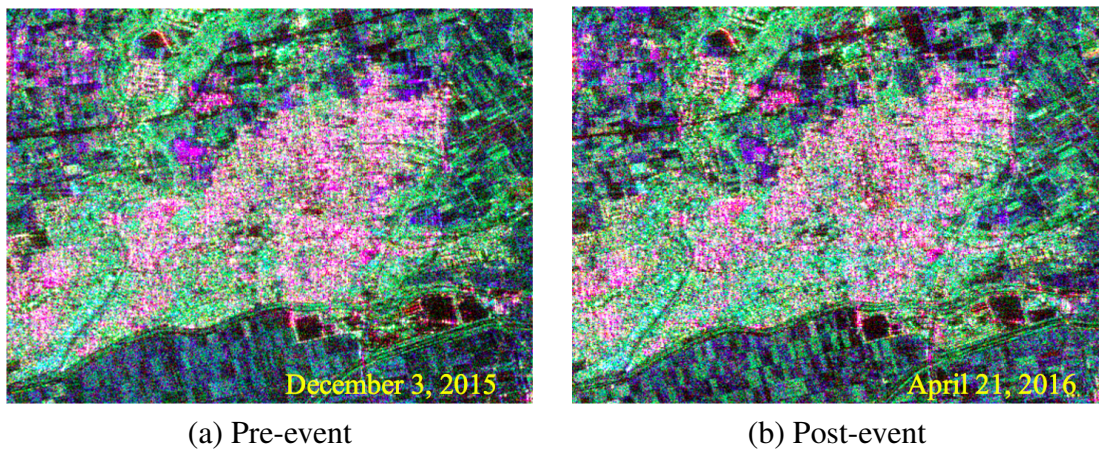 December 3, 2015
April 21, 2016
(a) Pre-event
(b) Post-event